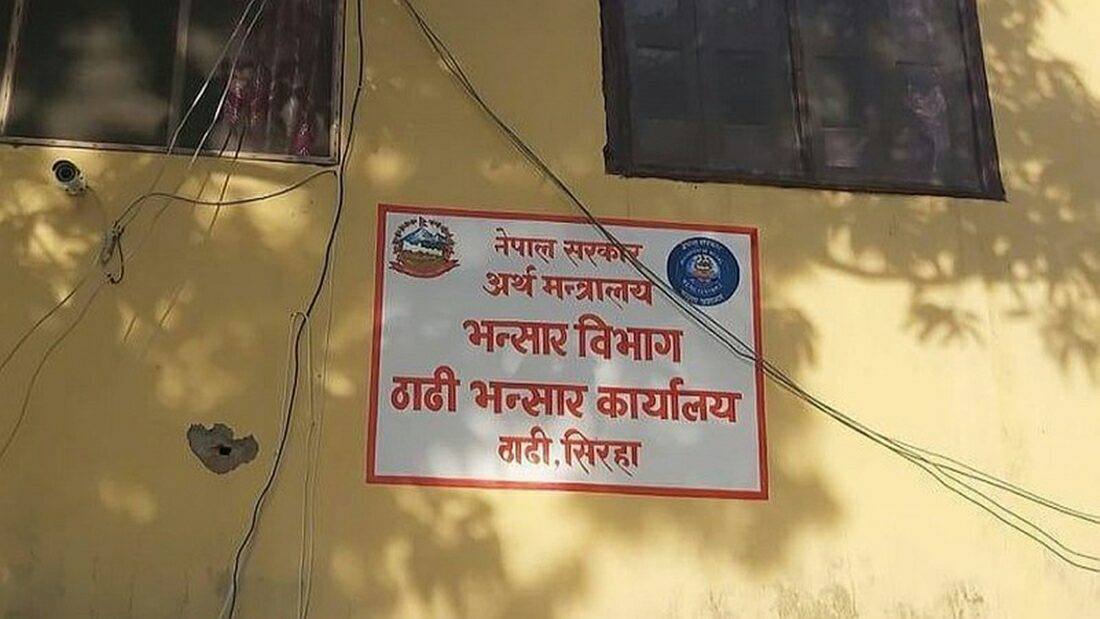 नेपाल सरकार
अर्थ मन्त्रालय
भन्सार विभाग
ठाढी भन्सार कार्यालय
ठाढी, सिरहा